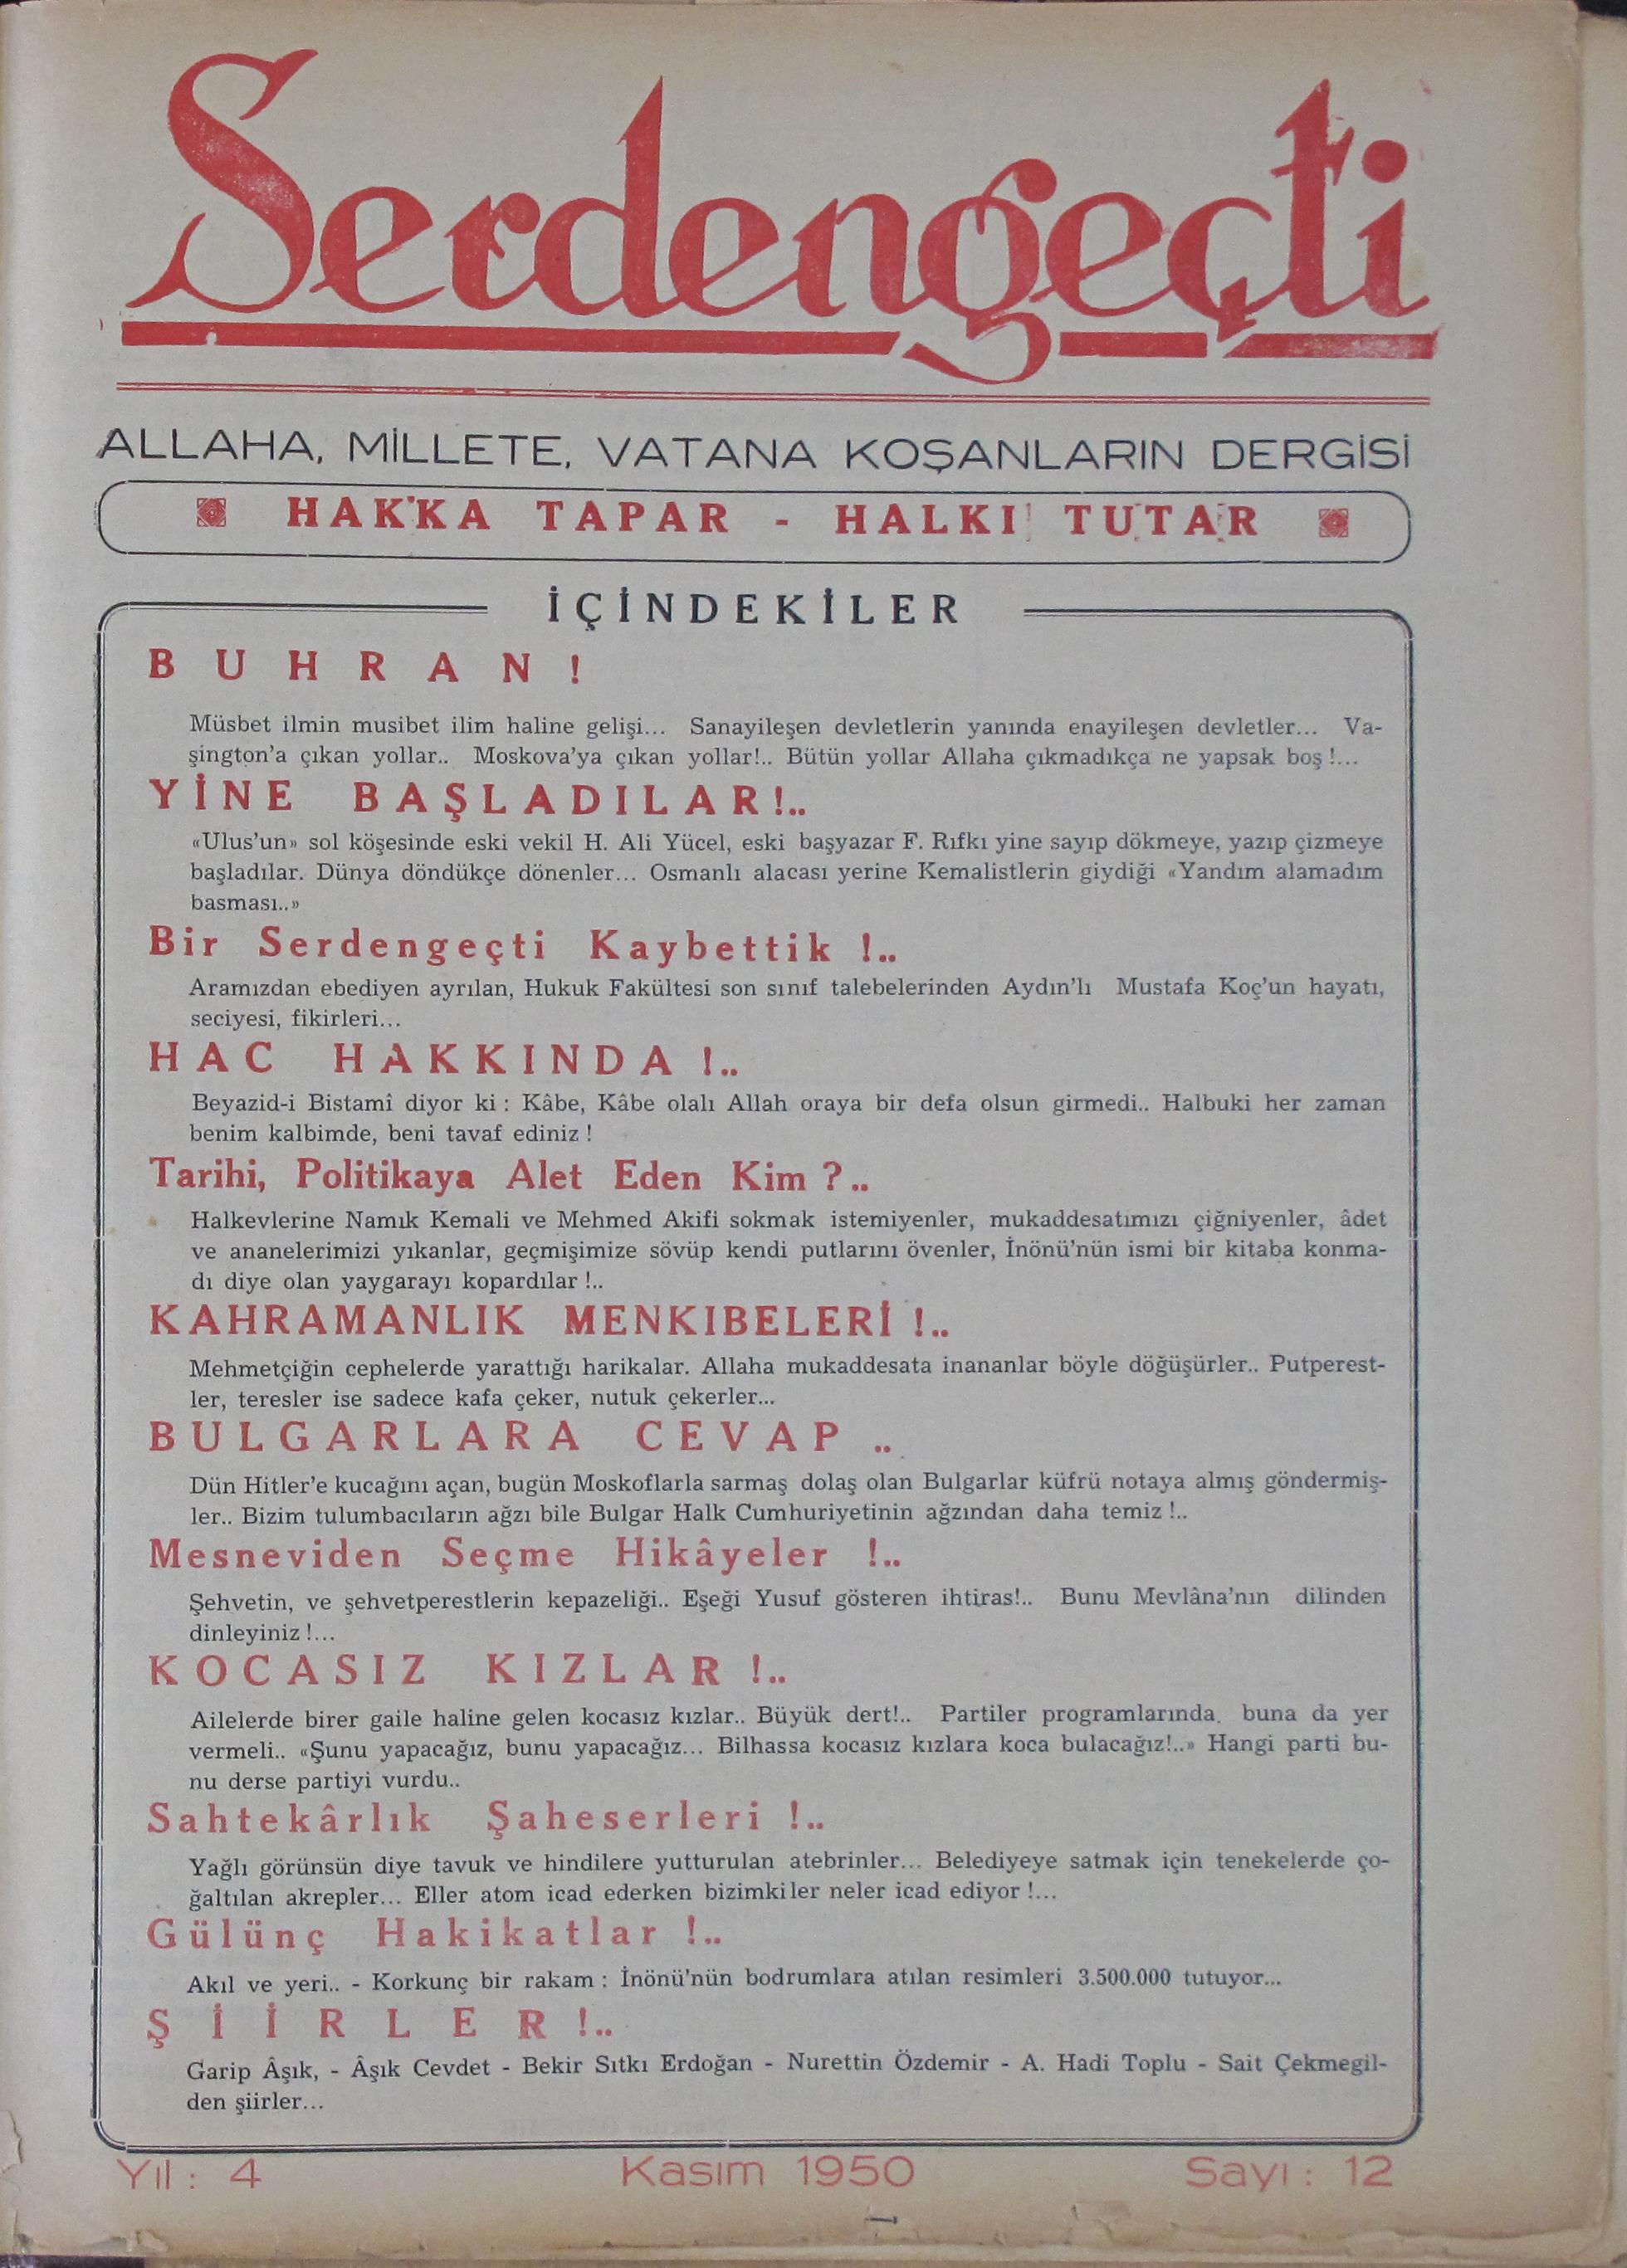 Serdengeçti
ALLAHA, MİLLETE, VATANA KOŞANLARIN DERGİSİ
HAK'KA TAPAR - HALKI TUTAR
İÇİNDEKİLER
BUHRAN!
Müsbet ilmin musibet ilim haline gelişi... Sanayileşen devletlerin yanında enayileşen devletler... Va-
şington'a çıkan yollar.. Moskova'ya çıkan yollar!.. Bütün yollar Allaha çıkmadıkça ne yapsak boş !...
YİNE BAŞLADILAR!..
«Ulus'un» sol köşesinde eski vekil H. Ali Yücel, eski başyazar F. Rıfkı yine sayıp dökmeye, yazıp çizmeye
başladılar. Dünya döndükçe dönenler... Osmanlı alacası yerine Kemalistlerin giydiği «Yandım alamadım
basması..»
Bir Serdengeçti Kaybettik !..
Aramızdan ebediyen ayrılan, Hukuk Fakültesi son sınıf talebelerinden Aydın'lı Mustafa Koç'un hayatı,
seciyesi, fikirleri...
HAC HAKKINDA !..
Beyazid-i Bistamî diyor ki : Kâbe, Kâbe olalı Allah oraya bir defa olsun girmedi.. Halbuki her zaman
benim kalbimde, beni tavaf ediniz !
Tarihi, Politikaya Alet Eden Kim ?..
Halkevlerine Namık Kemali ve Mehmed Akifi sokmak istemiyenler, mukaddesatımızı çiğniyenler, âdet
ve ananelerimizi yıkanlar, geçmişimize sövüp kendi putlarını övenler, İnönü'nün ismi bir kitaba konma-
dı diye olan yaygarayı kopardılar !..
KAHRAMANLIK MENKIBELERİ !..
Mehmetçiğin cephelerde yarattığı harikalar. Allaha mukaddesata inananlar böyle döğüşürler.. Putperest-
ler, teresler ise sadece kafa çeker, nutuk çekerler...
BULGARLARA CEVAP ..
Dün Hitler'e kucağını açan, bugün Moskoflarla sarmaş dolaş olan Bulgarlar küfrü notaya almış göndermiş-
ler.. Bizim tulumbacıların ağzı bile Bulgar Halk Cumhuriyetinin ağzından daha temiz !..
Mesneviden Seçme Hikâyeler !..
Şehvetin, ve şehvetperestlerin kepazeliği.. Eşeği Yusuf gösteren ihtiras!.. Bunu Mevlâna'nın dilinden
dinleyiniz !...
KOCASIZ KIZLAR !..
Ailelerde birer gaile haline gelen kocasız kızlar.. Büyük dert!.. Partiler programlarında buna da yer
vermeli.. «Şunu yapacağız, bunu yapacağız... Bilhassa kocasız kızlara koca bulacağız!..» Hangi parti bu-
nu derse partiyi vurdu..
Sahtekârlık Şaheserleri !..
Yağlı görünsün diye tavuk ve hindilere yutturulan atebrinler... Belediyeye satmak için tenekelerde ço-
ğaltılan akrepler... Eller atom icad ederken bizimkiler neler icad ediyor !...
Gülünç Hakikatlar !..
Akıl ve yeri.. - Korkunç bir rakam : İnönü'nün bodrumlara atılan resimleri 3.500.000 tutuyor...
ŞİİRLER!..
Garip Âşık, - Âşık Cevdet - Bekir Sıtkı Erdoğan - Nurettin Özdemir - A. Hadi Toplu - Sait Çekmegil-
den şiirler...
Yıl : 4 Kasım 1950 Sayı : 12